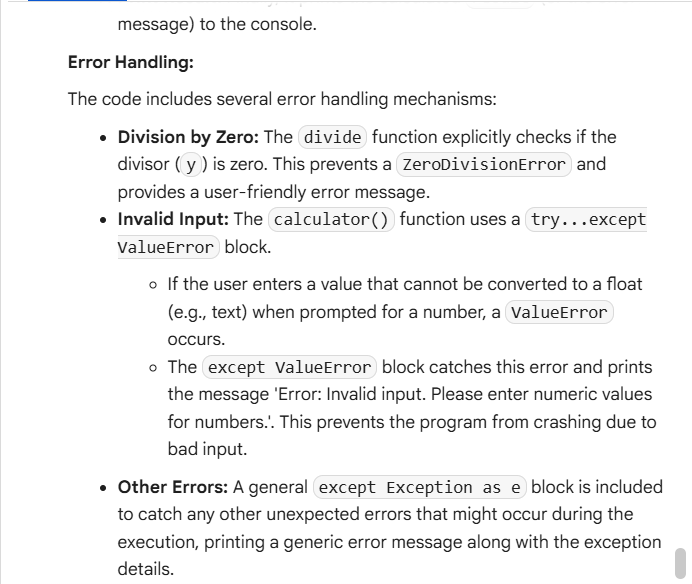 message) to the console.
Error Handling:
The code includes several error handling mechanisms:
• Division by Zero: The divide function explicitly checks if the
divisor ( y ) is zero. This prevents a ZeroDivisionError and
provides a user-friendly error message.
• Invalid Input: The calculator() function uses a try...except
ValueError block.
◦ If the user enters a value that cannot be converted to a float
(e.g., text) when prompted for a number, a ValueError
occurs.
◦ The except ValueError block catches this error and prints
the message 'Error: Invalid input. Please enter numeric values
for numbers.'. This prevents the program from crashing due to
bad input.
• Other Errors: A general except Exception as e block is included
to catch any other unexpected errors that might occur during the
execution, printing a generic error message along with the exception
details.